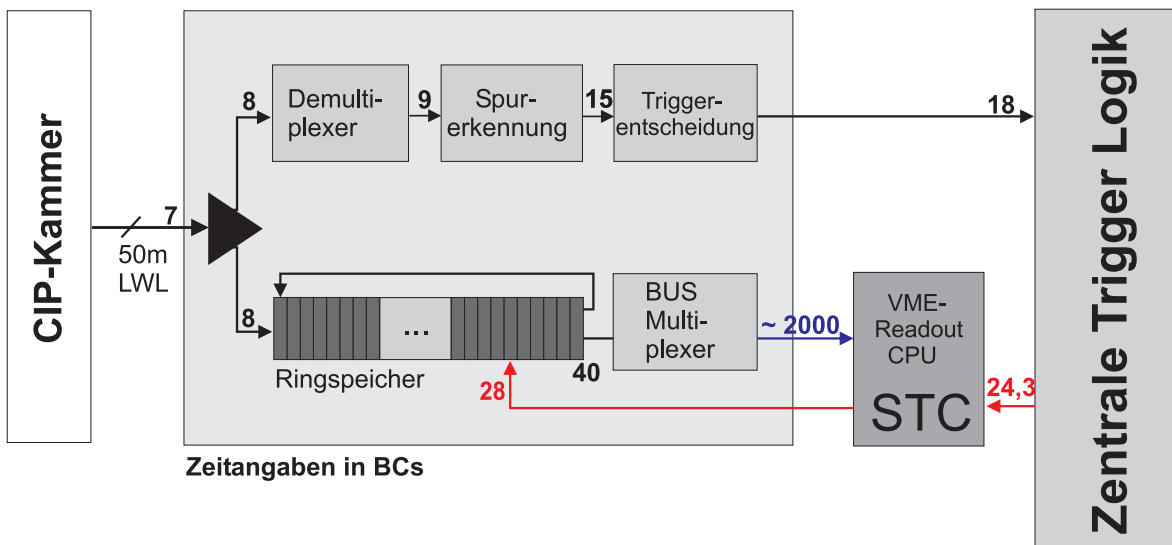 CIP-Kammer
7
50m
LWL
8
Demulti-
plexer
9
Spur-
erkennung
15
Trigger-
entscheidung
18
8
...
Ringspeicher
28
40
BUS
Multi-
plexer
~ 2000
VME-
Readout
CPU
STC
24,3
Zentrale Trigger Logik
Zeitangaben in BCs